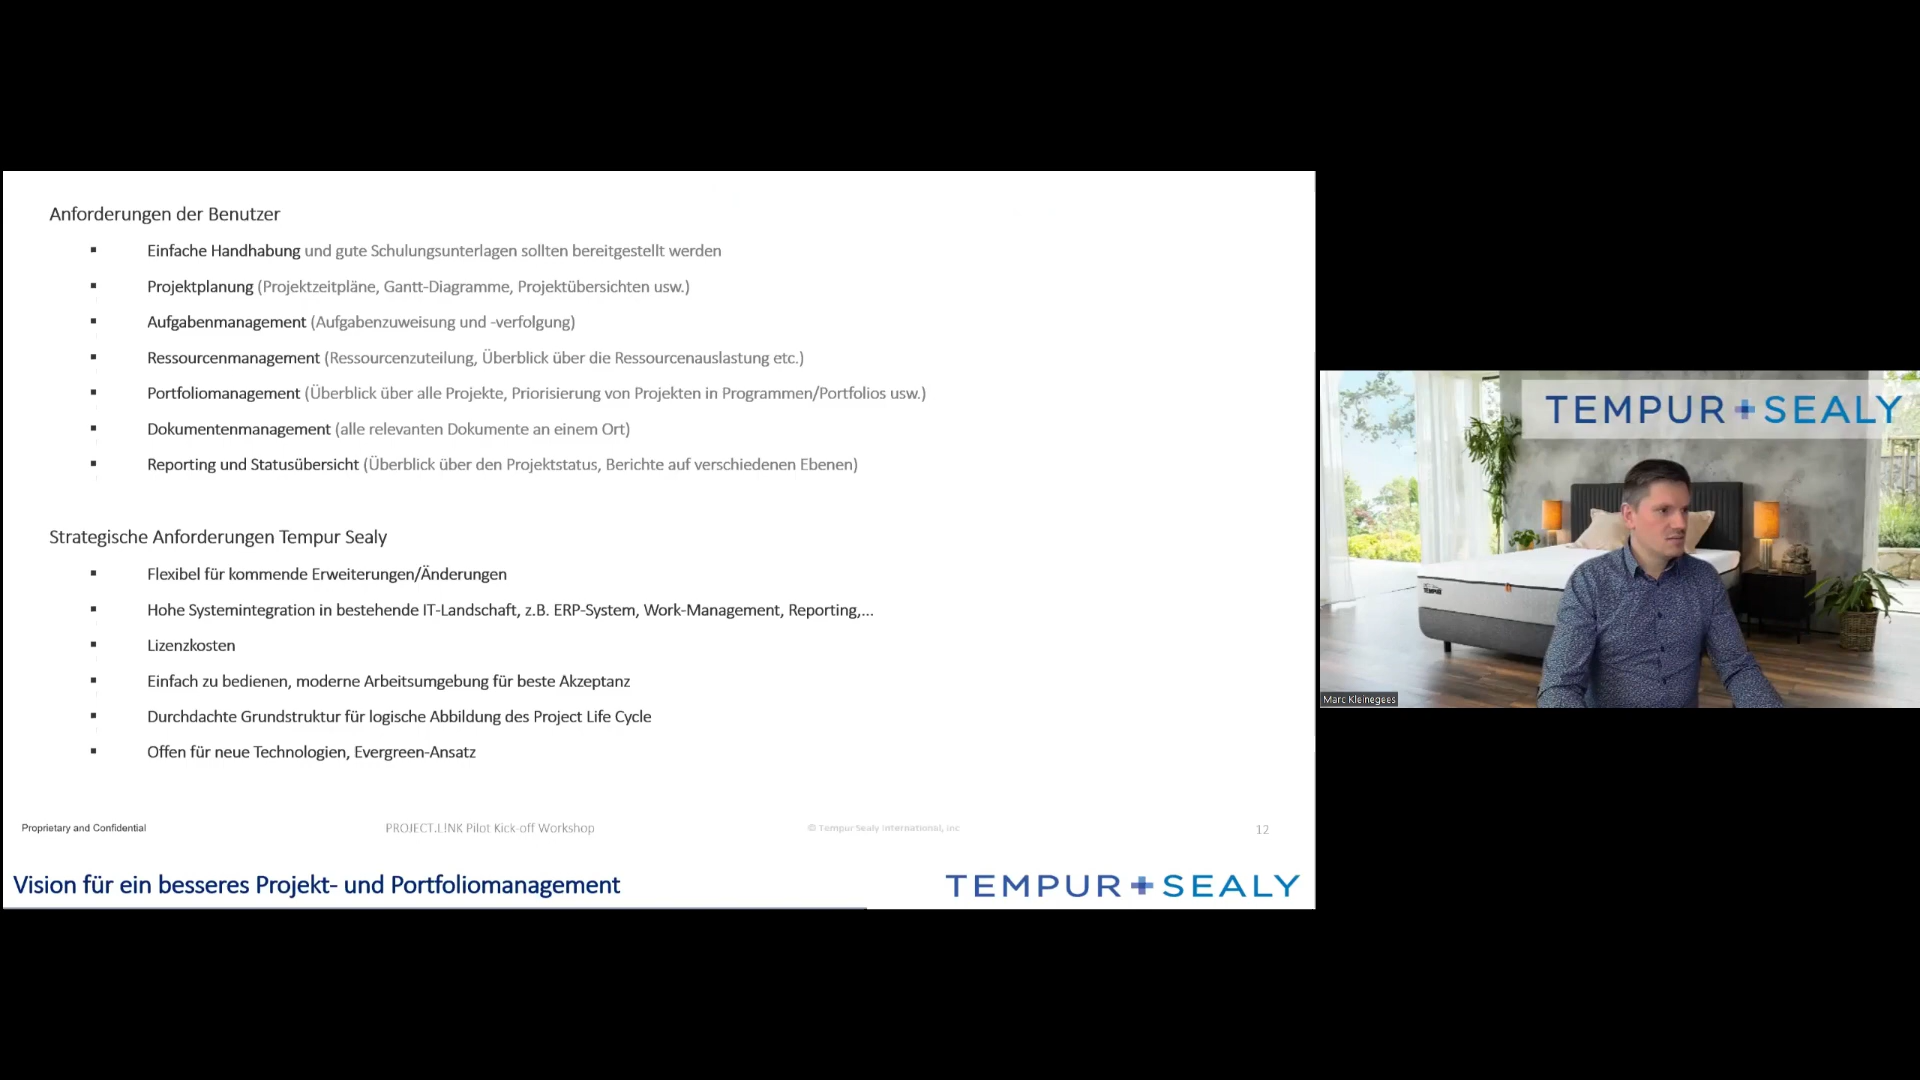 Anforderungen der Benutzer
▪ Einfache Handhabung und gute Schulungsunterlagen sollten bereitgestellt werden
▪ Projektplanung (Projektzeitpläne, Gantt-Diagramme, Projektübersichten usw.)
▪ Aufgabenmanagement (Aufgabenzuweisung und -verfolgung)
▪ Ressourcenmanagement (Ressourcenzuteilung, Überblick über die Ressourcenauslastung etc.)
▪ Portfoliomanagement (Überblick über alle Projekte, Priorisierung von Projekten in Programmen/Portfolios usw.)
▪ Dokumentenmanagement (alle relevanten Dokumente an einem Ort)
▪ Reporting und Statusübersicht (Überblick über den Projektstatus, Berichte auf verschiedenen Ebenen)
Strategische Anforderungen Tempur Sealy
▪ Flexibel für kommende Erweiterungen/Änderungen
▪ Hohe Systemintegration in bestehende IT-Landschaft, z.B. ERP-System, Work-Management, Reporting,...
▪ Lizenzkosten
▪ Einfach zu bedienen, moderne Arbeitsumgebung für beste Akzeptanz
▪ Durchdachte Grundstruktur für logische Abbildung des Project Life Cycle
▪ Offen für neue Technologien, Evergreen-Ansatz
Proprietary and Confidential
PROJECT.L!NK Pilot Kick-off Workshop
© Tempur Sealy International, Inc
12
Vision für ein besseres Projekt- und Portfoliomanagement
TEMPUR + SEALY
TEMPUR + SEALY
TEMPUR
Marc Kleinegees